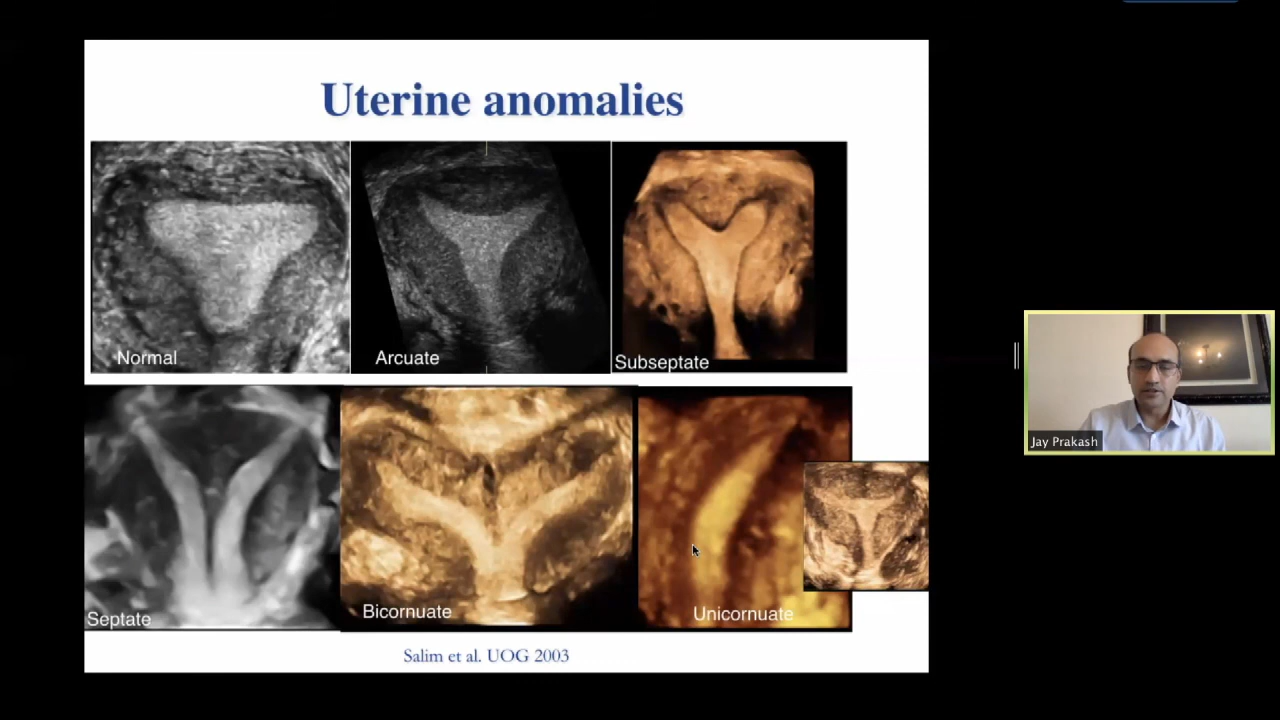 Uterine anomalies
Normal
Arcuate
Subseptate
Septate
Bicornuate
Unicornuate
Salim et al. UOG 2003
Jay Prakash